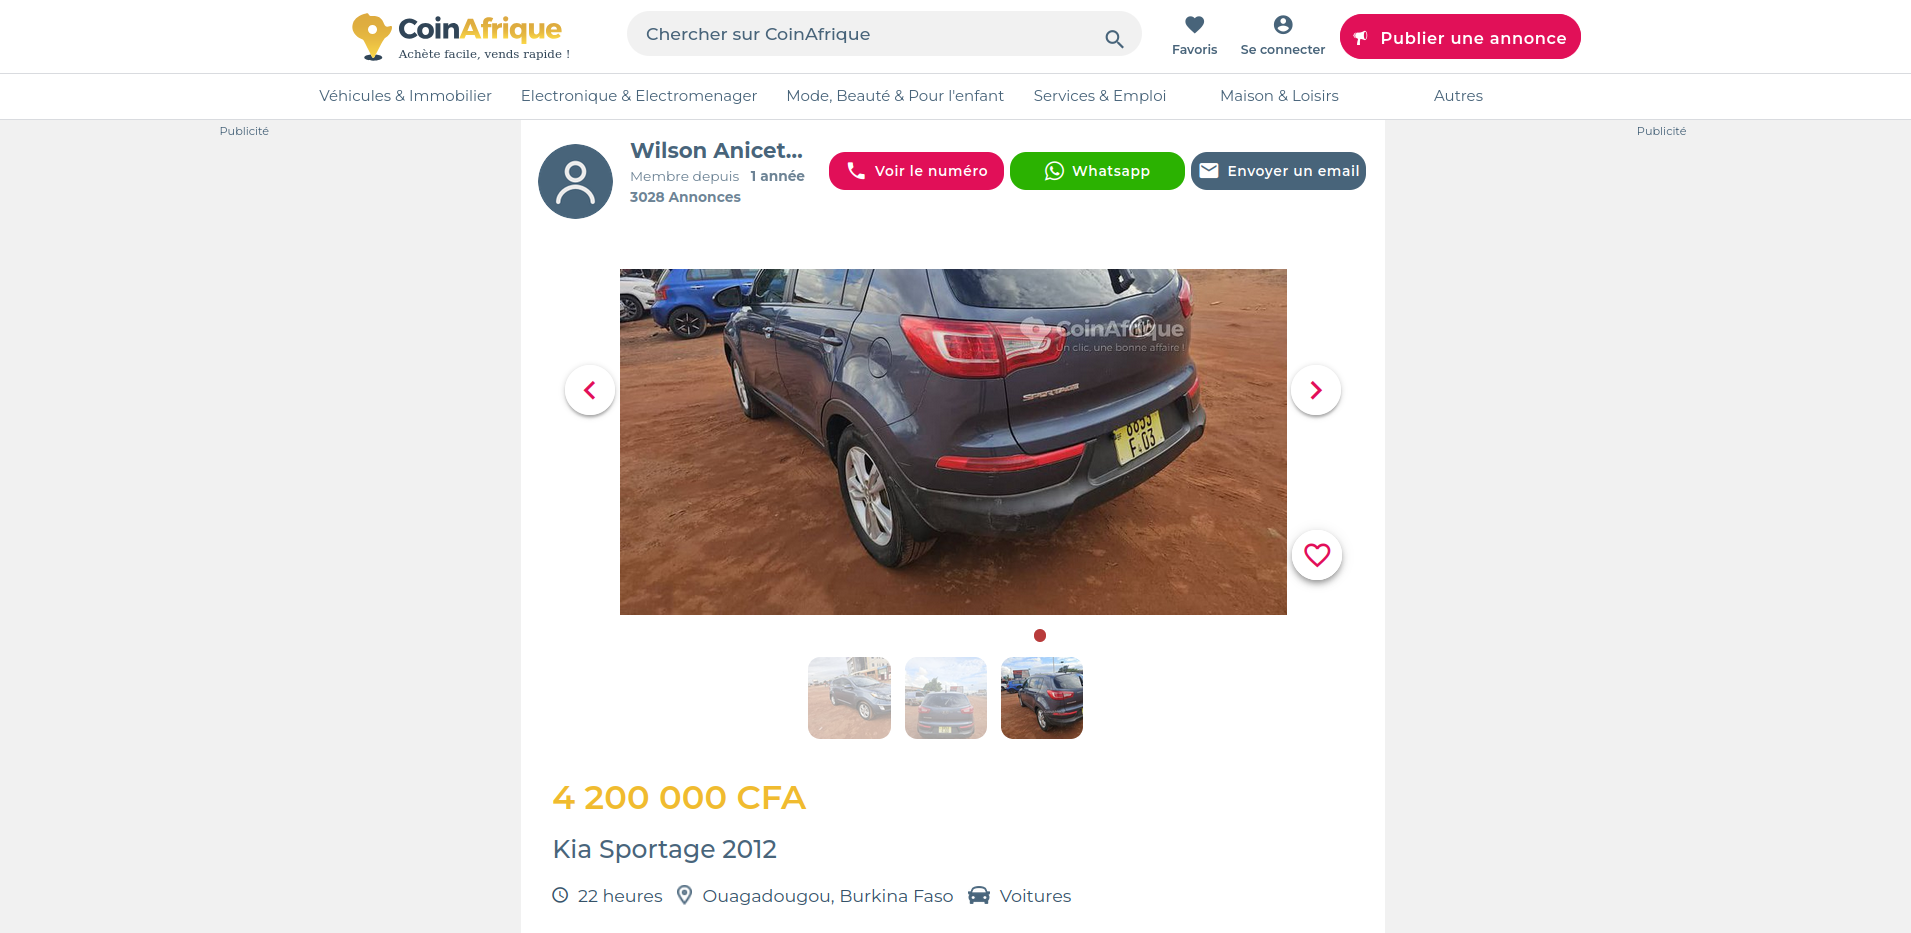 CoinAfrique
Achète facile, vends rapide !
Chercher sur CoinAfrique
Favoris
Se connecter
Publier une annonce
Véhicules & Immobilier
Electronique & Electromenager
Mode, Beauté & Pour l'enfant
Services & Emploi
Maison & Loisirs
Autres
Publicité
Publicité
Wilson Anicet...
Membre depuis 1 année
3028 Annonces
Voir le numéro
Whatsapp
Envoyer un email
CoinAfrique
Un clic, une bonne affaire !
KIA
SPORTAGE
F 03
4 200 000 CFA
Kia Sportage 2012
22 heures
Ouagadougou, Burkina Faso
Voitures